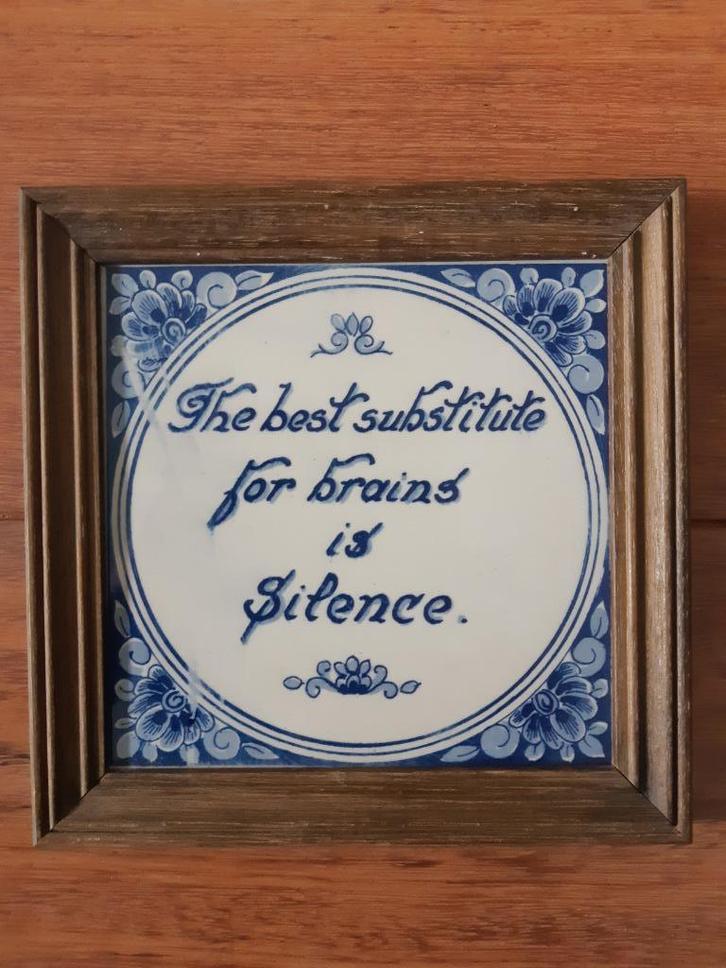 The best substitute
for brains
is
Silence.